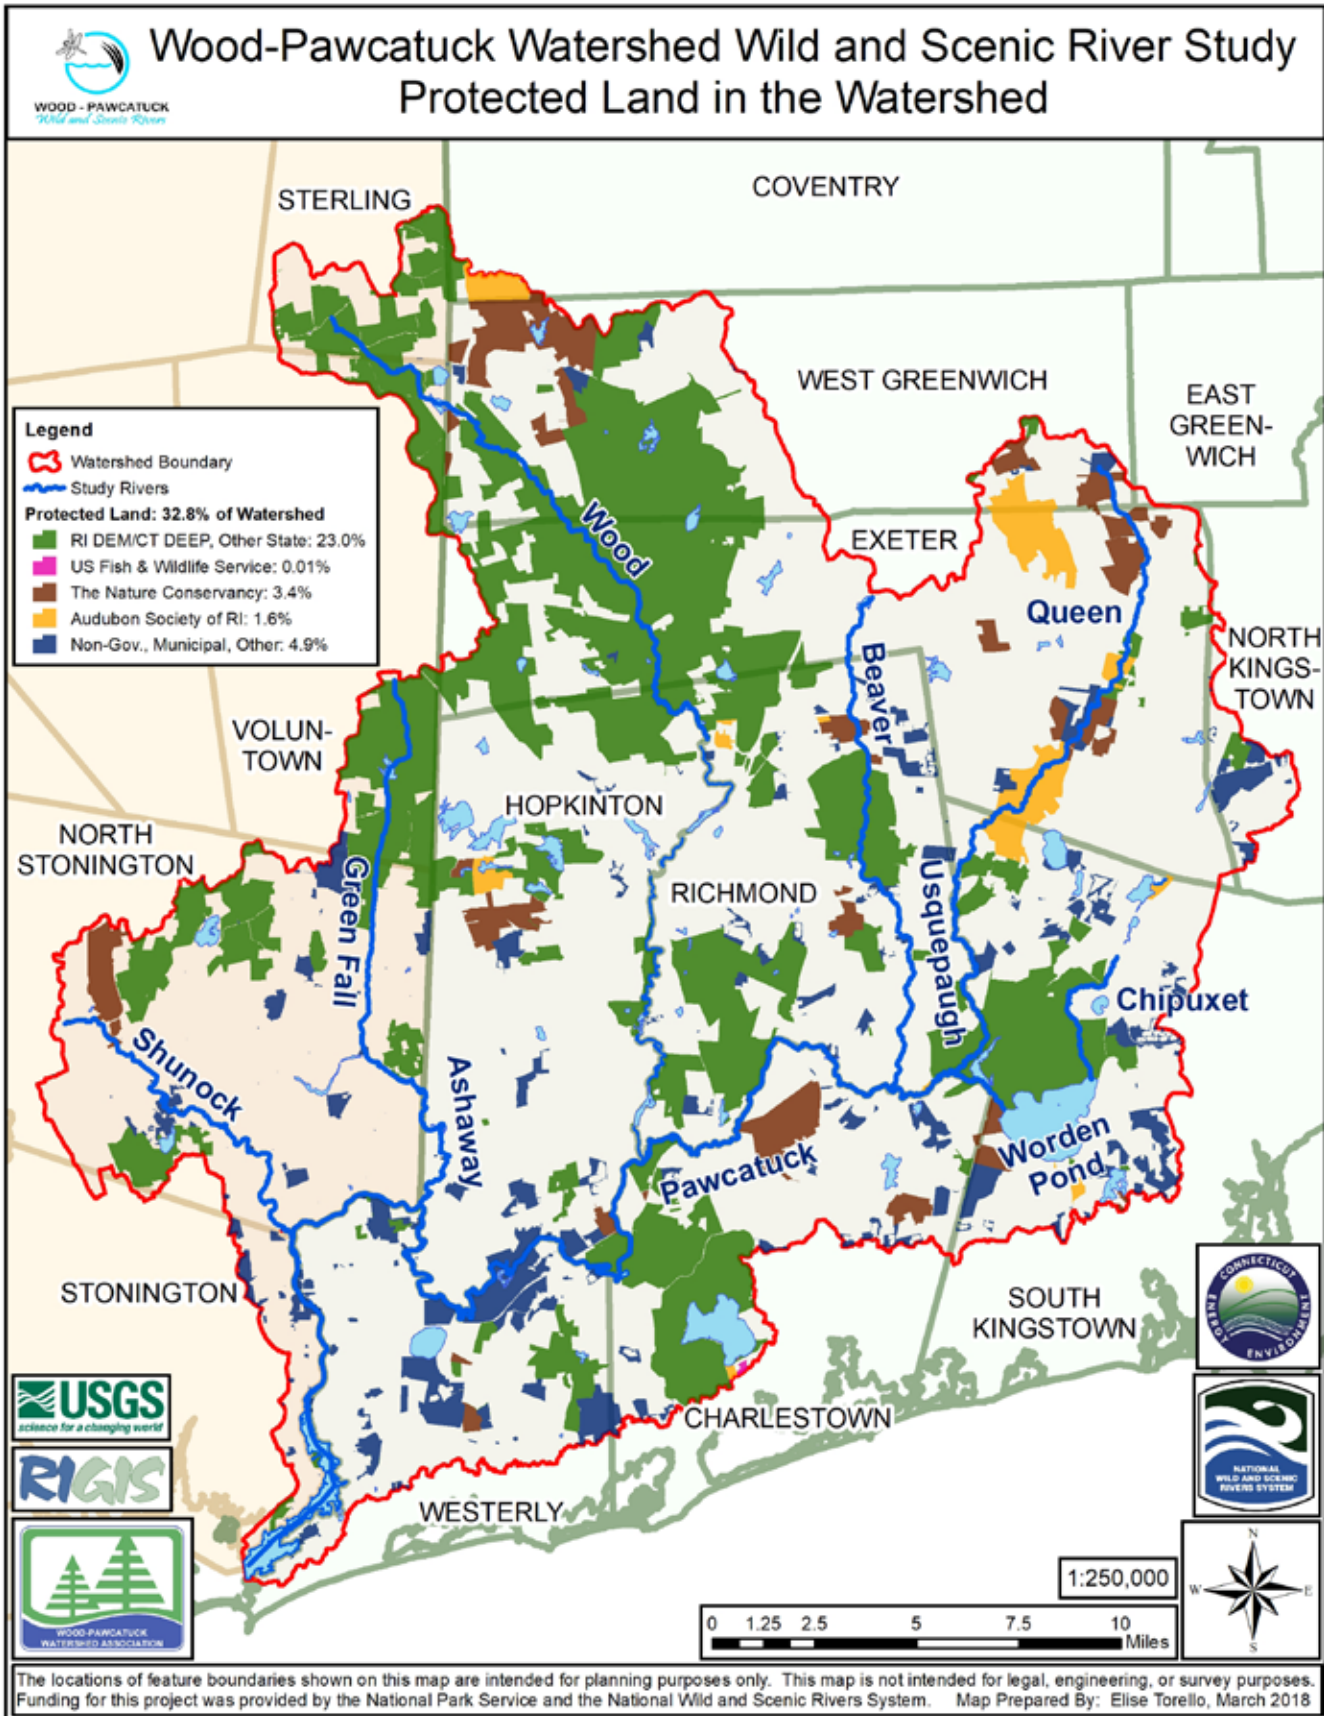 Wood-Pawcatuck Watershed Wild and Scenic River Study
Protected Land in the Watershed
WOOD - PAWCATUCK
Wild and Scenic Rivers
STERLING
COVENTRY
WEST GREENWICH
EAST
GREEN-
WICH
Legend
Watershed Boundary
Study Rivers
Protected Land: 32.8% of Watershed
RI DEM/CT DEEP, Other State: 23.0%
US Fish & Wildlife Service: 0.01%
The Nature Conservancy: 3.4%
Audubon Society of RI: 1.6%
Non-Gov., Municipal, Other: 4.9%
Wood
EXETER
Queen
Beaver
NORTH
KINGS-
TOWN
VOLUN-
TOWN
HOPKINTON
NORTH
STONINGTON
Green Fall
RICHMOND
Usquepaugh
Chipuxet
Shunock
Ashaway
Pawcatuck
Worden
Pond
STONINGTON
SOUTH
KINGSTOWN
CHARLESTOWN
WESTERLY
CONNECTICUT
ENERGY
ENVIRONMENT
USGS
science for a changing world
RIGIS
NATIONAL
WILD AND SCENIC
RIVERS SYSTEM
WOOD-PAWCATUCK
WATERSHED ASSOCIATION
1:250,000
N
W
E
S
0 1.25 2.5 5 7.5 10
Miles
The locations of feature boundaries shown on this map are intended for planning purposes only. This map is not intended for legal, engineering, or survey purposes.
Funding for this project was provided by the National Park Service and the National Wild and Scenic Rivers System. Map Prepared By: Elise Torello, March 2018